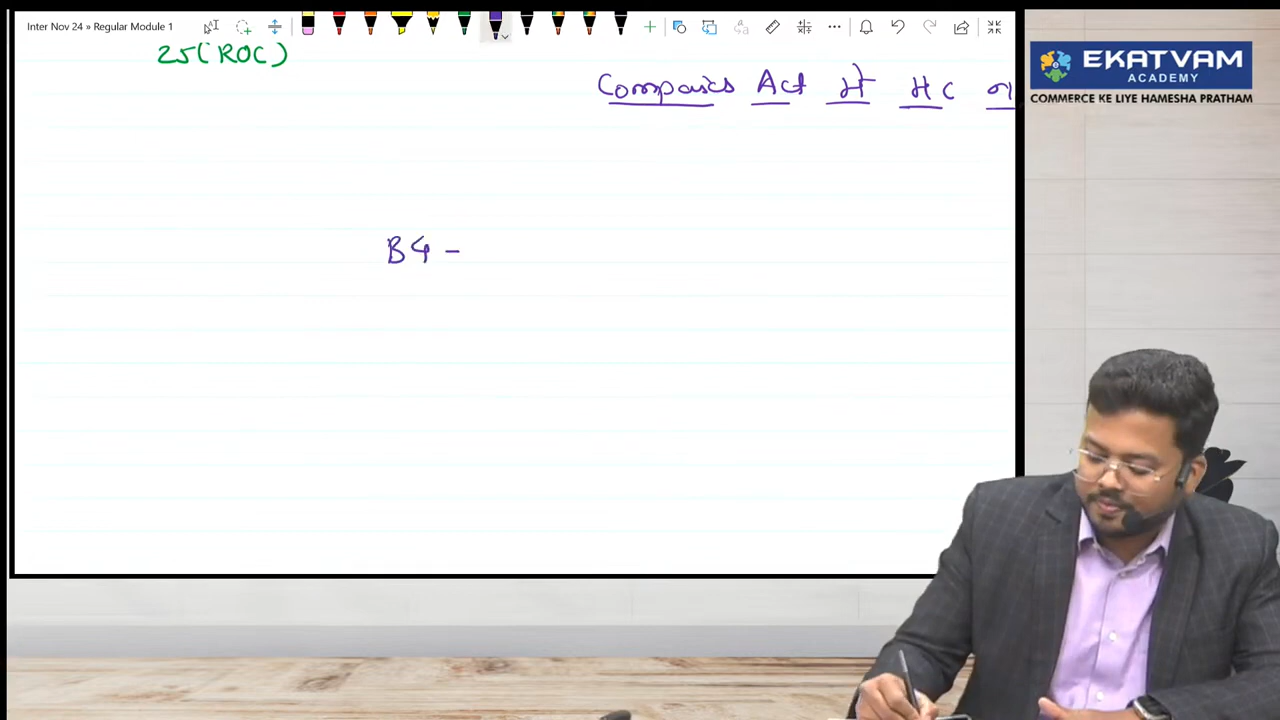 Inter Nov 24 » Regular Module 1
25(ROC)
Companies Act में HC
EKATVAM
ACADEMY
COMMERCE KE LIYE HAMESHA PRATHAM
B4 -